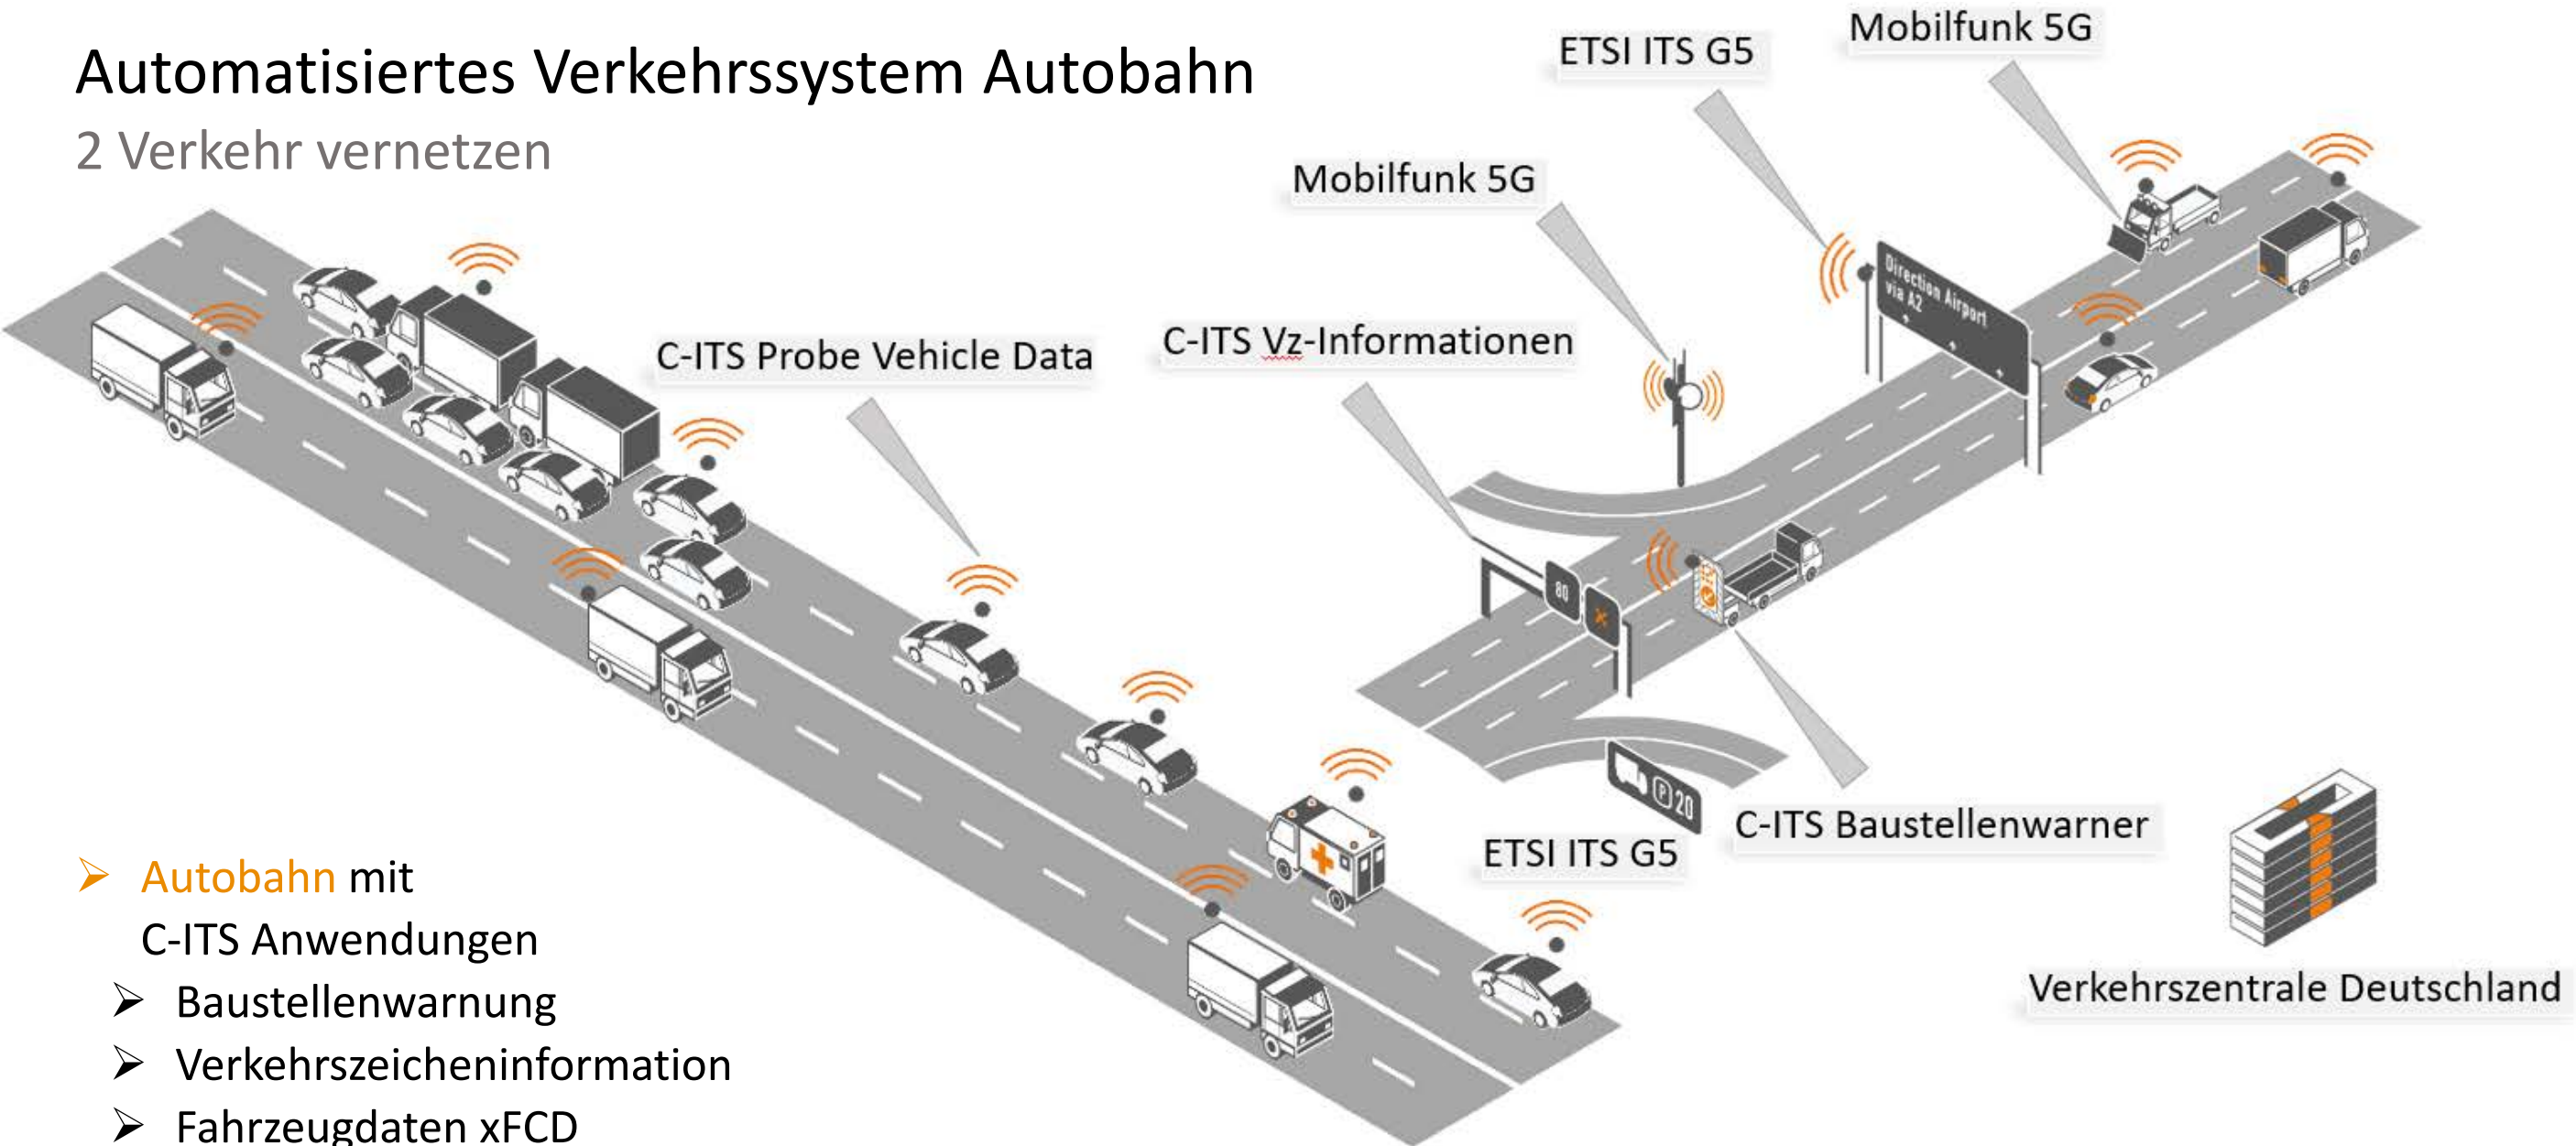 Automatisiertes Verkehrssystem Autobahn
2 Verkehr vernetzen
Mobilfunk 5G
ETSI ITS G5
Mobilfunk 5G
C-ITS Vz-Informationen
C-ITS Probe Vehicle Data
Direction Airport
via A2
80
P 20
C-ITS Baustellenwarner
ETSI ITS G5
Verkehrszentrale Deutschland
➢ Autobahn mit
C-ITS Anwendungen
➢ Baustellenwarnung
➢ Verkehrszeicheninformation
➢ Fahrzeugdaten xFCD